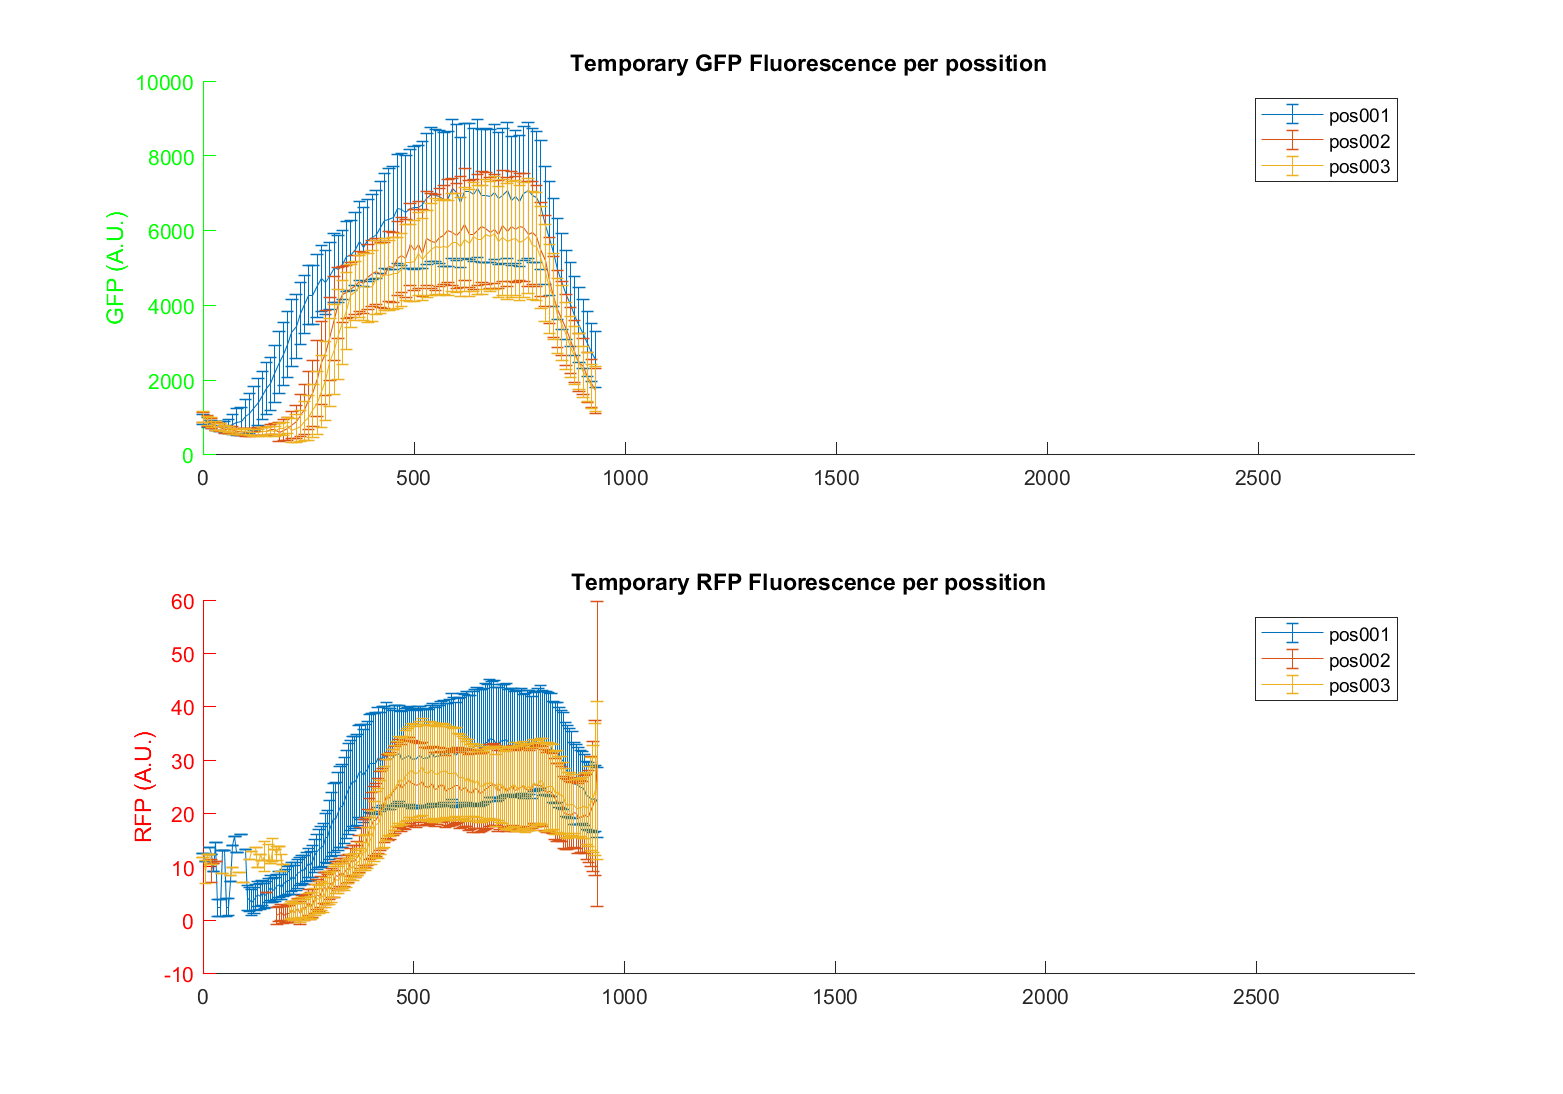 Temporary GFP Fluorescence per possition
10000
8000
6000
4000
2000
0
GFP (A.U.)
0 500 1000 1500 2000 2500
pos001
pos002
pos003
Temporary RFP Fluorescence per possition
60
50
40
30
20
10
0
-10
RFP (A.U.)
0 500 1000 1500 2000 2500
pos001
pos002
pos003